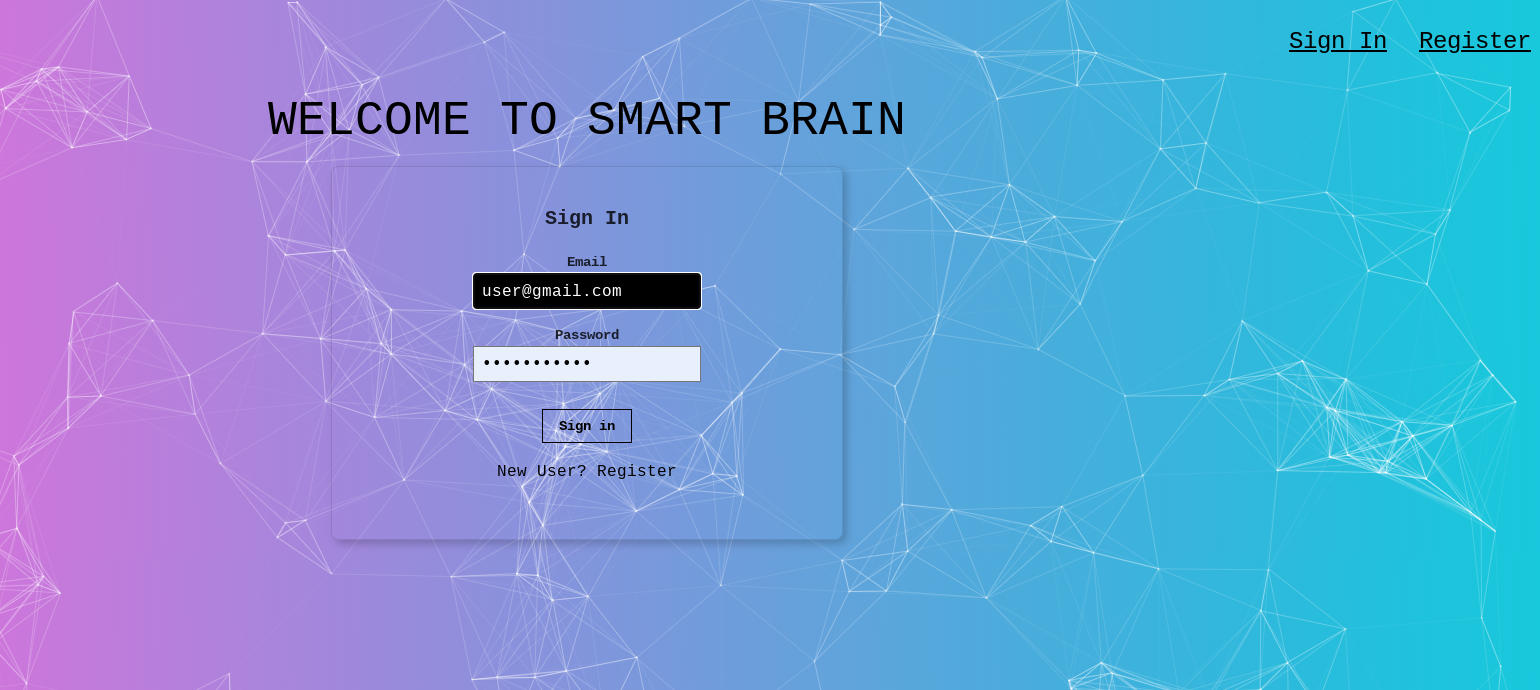 Sign In Register
WELCOME TO SMART BRAIN
Sign In
Email
user@gmail.com
Password
•••••••••••
Sign in
New User? Register